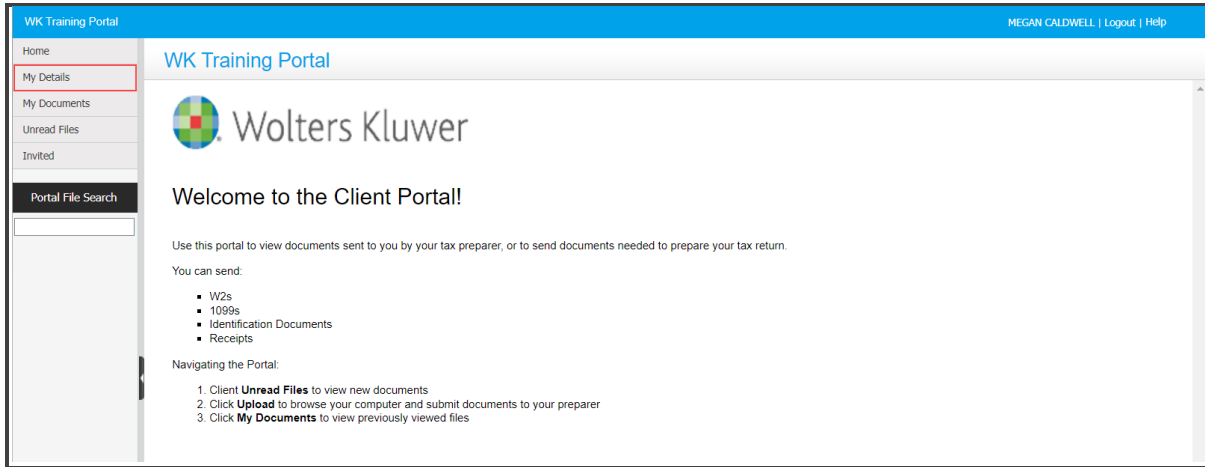 WK Training Portal
MEGAN CALDWELL | Logout | Help
Home
My Details
My Documents
Unread Files
Invited
Portal File Search
WK Training Portal
Wolters Kluwer
Welcome to the Client Portal!
Use this portal to view documents sent to you by your tax preparer, or to send documents needed to prepare your tax return.
You can send:
W2s
1099s
Identification Documents
Receipts
Navigating the Portal:
1. Client Unread Files to view new documents
2. Click Upload to browse your computer and submit documents to your preparer
3. Click My Documents to view previously viewed files